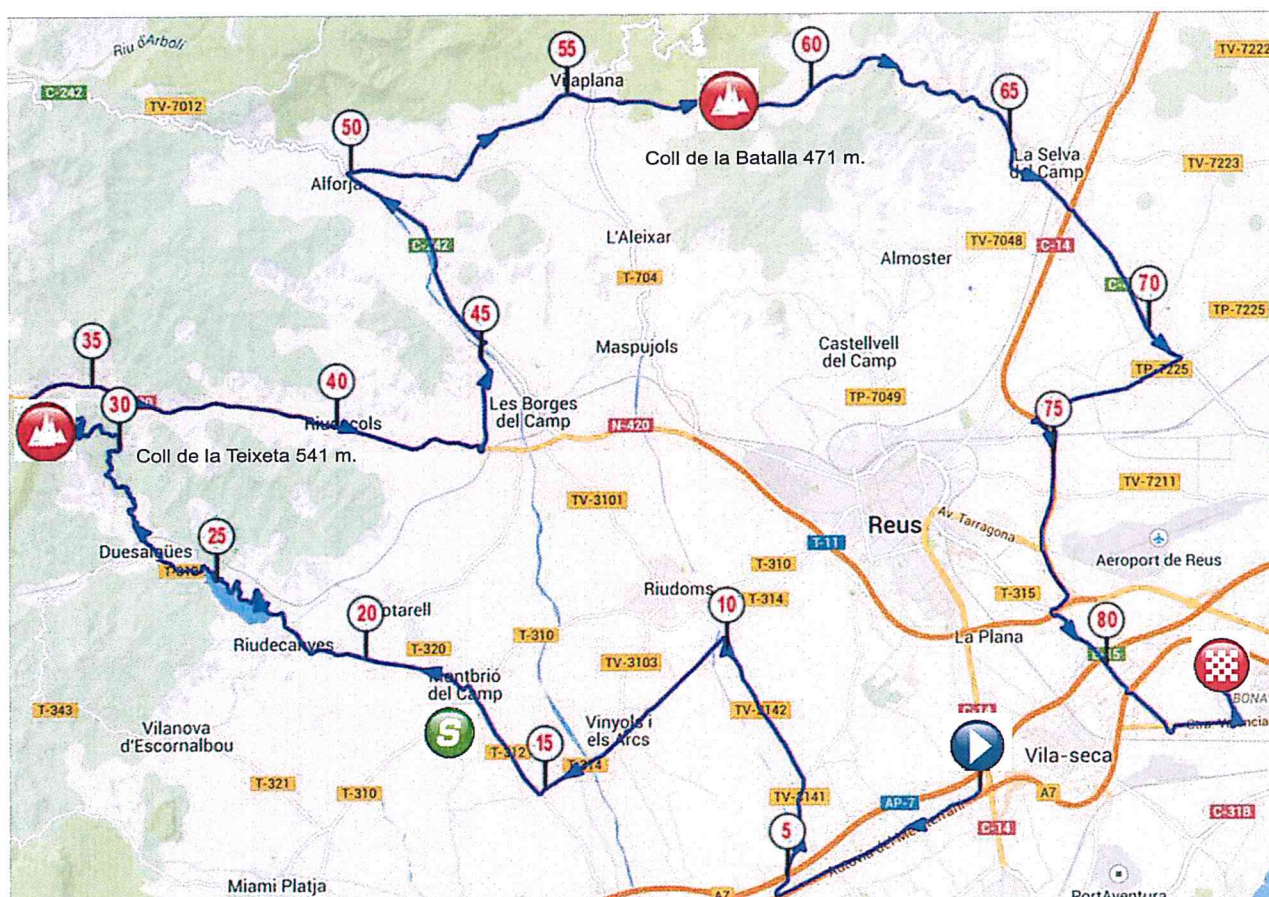 Riu d'Arbolí
C-242
TV-7012
55
Vilaplana
60
TV-7222
50
65
Coll de la Batalla 471 m.
La Selva
del Camp
TV-7223
Alforja
C-242
L'Aleixar
TV-7048
C-14
Almoster
T-704
70
45
TP-7225
35
Maspujols
Castellvell
del Camp
TP-7225
40
30
Les Borges
del Camp
TP-7049
75
Riudecols
N-420
Coll de la Teixeta 541 m.
TV-3101
TV-7211
Reus
Av. Tarragona
25
Duesaigües
T-11
Aeroport de Reus
T-310
Riudoms
T-314
10
T-315
20
80
La Plana
Riudecanyes
T-320
T-310
TV-3103
Montbrió
del Camp
T-343
TV-3142
S
Vilanova
d'Escornalbou
15
Vinyols i
els Arcs
T-312
T-314
C-14
Vila-seca
T-321
T-310
TV-3141
AP-7
A7
5
Autovia del Mediterrani
C-14
C-31B
Miami Platja
A7
PortAventura